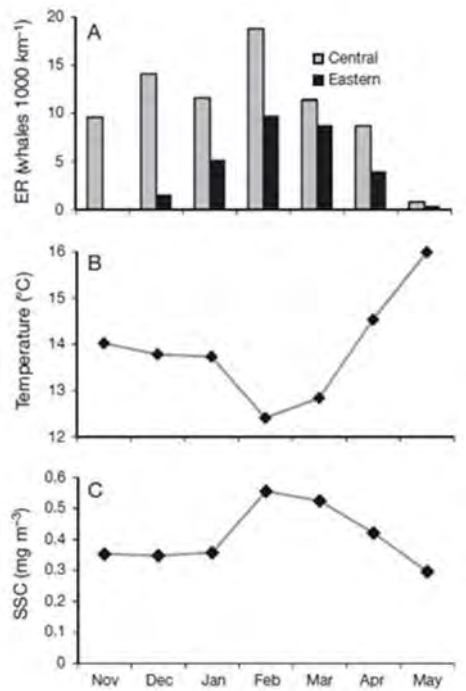 A
ER (whales 1000 km⁻¹)
20
15
10
5
0
Central
Eastern
B
Temperature (°C)
16
15
14
13
12
C
SSC (mg m⁻³)
0.6
0.5
0.4
0.3
0.2
0.1
0
Nov Dec Jan Feb Mar Apr May